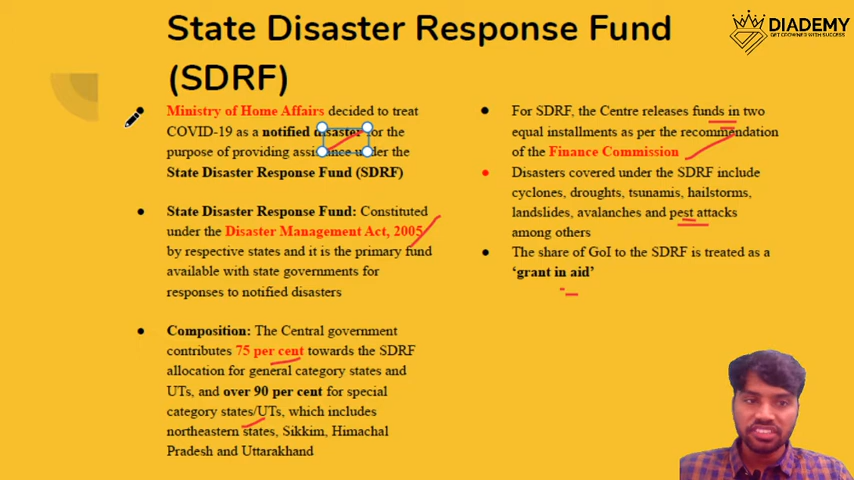 State Disaster Response Fund
(SDRF)
DIADEMY
GET CROWNED WITH SUCCESS
• Ministry of Home Affairs decided to treat
COVID-19 as a notified disaster for the
purpose of providing assistance under the
State Disaster Response Fund (SDRF)
• State Disaster Response Fund: Constituted
under the Disaster Management Act, 2005
by respective states and it is the primary fund
available with state governments for
responses to notified disasters
• Composition: The Central government
contributes 75 per cent towards the SDRF
allocation for general category states and
UTs, and over 90 per cent for special
category states/UTs, which includes
northeastern states, Sikkim, Himachal
Pradesh and Uttarakhand
• For SDRF, the Centre releases funds in two
equal installments as per the recommendation
of the Finance Commission
• Disasters covered under the SDRF include
cyclones, droughts, tsunamis, hailstorms,
landslides, avalanches and pest attacks
among others
• The share of GoI to the SDRF is treated as a
‘grant in aid’